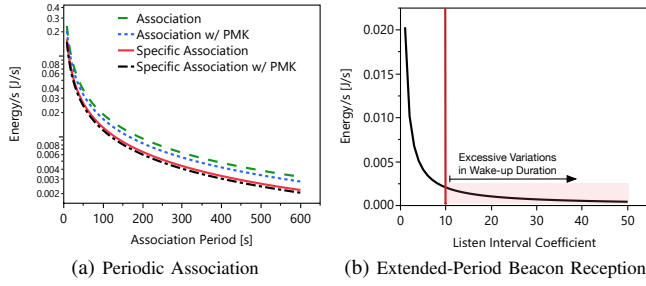 0.4
0.3
0.2
0.08
0.06
0.04
0.03
0.02
0.008
0.006
0.004
0.003
0.002
Energy/s [J/s]
Association
Association w/ PMK
Specific Association
Specific Association w/ PMK
0 100 200 300 400 500 600
Association Period [s]
(a) Periodic Association
0.020
0.015
0.010
0.005
0.000
Energy/s [J/s]
Excessive Variations
in Wake-up Duration
0 10 20 30 40 50
Listen Interval Coefficient
(b) Extended-Period Beacon Reception